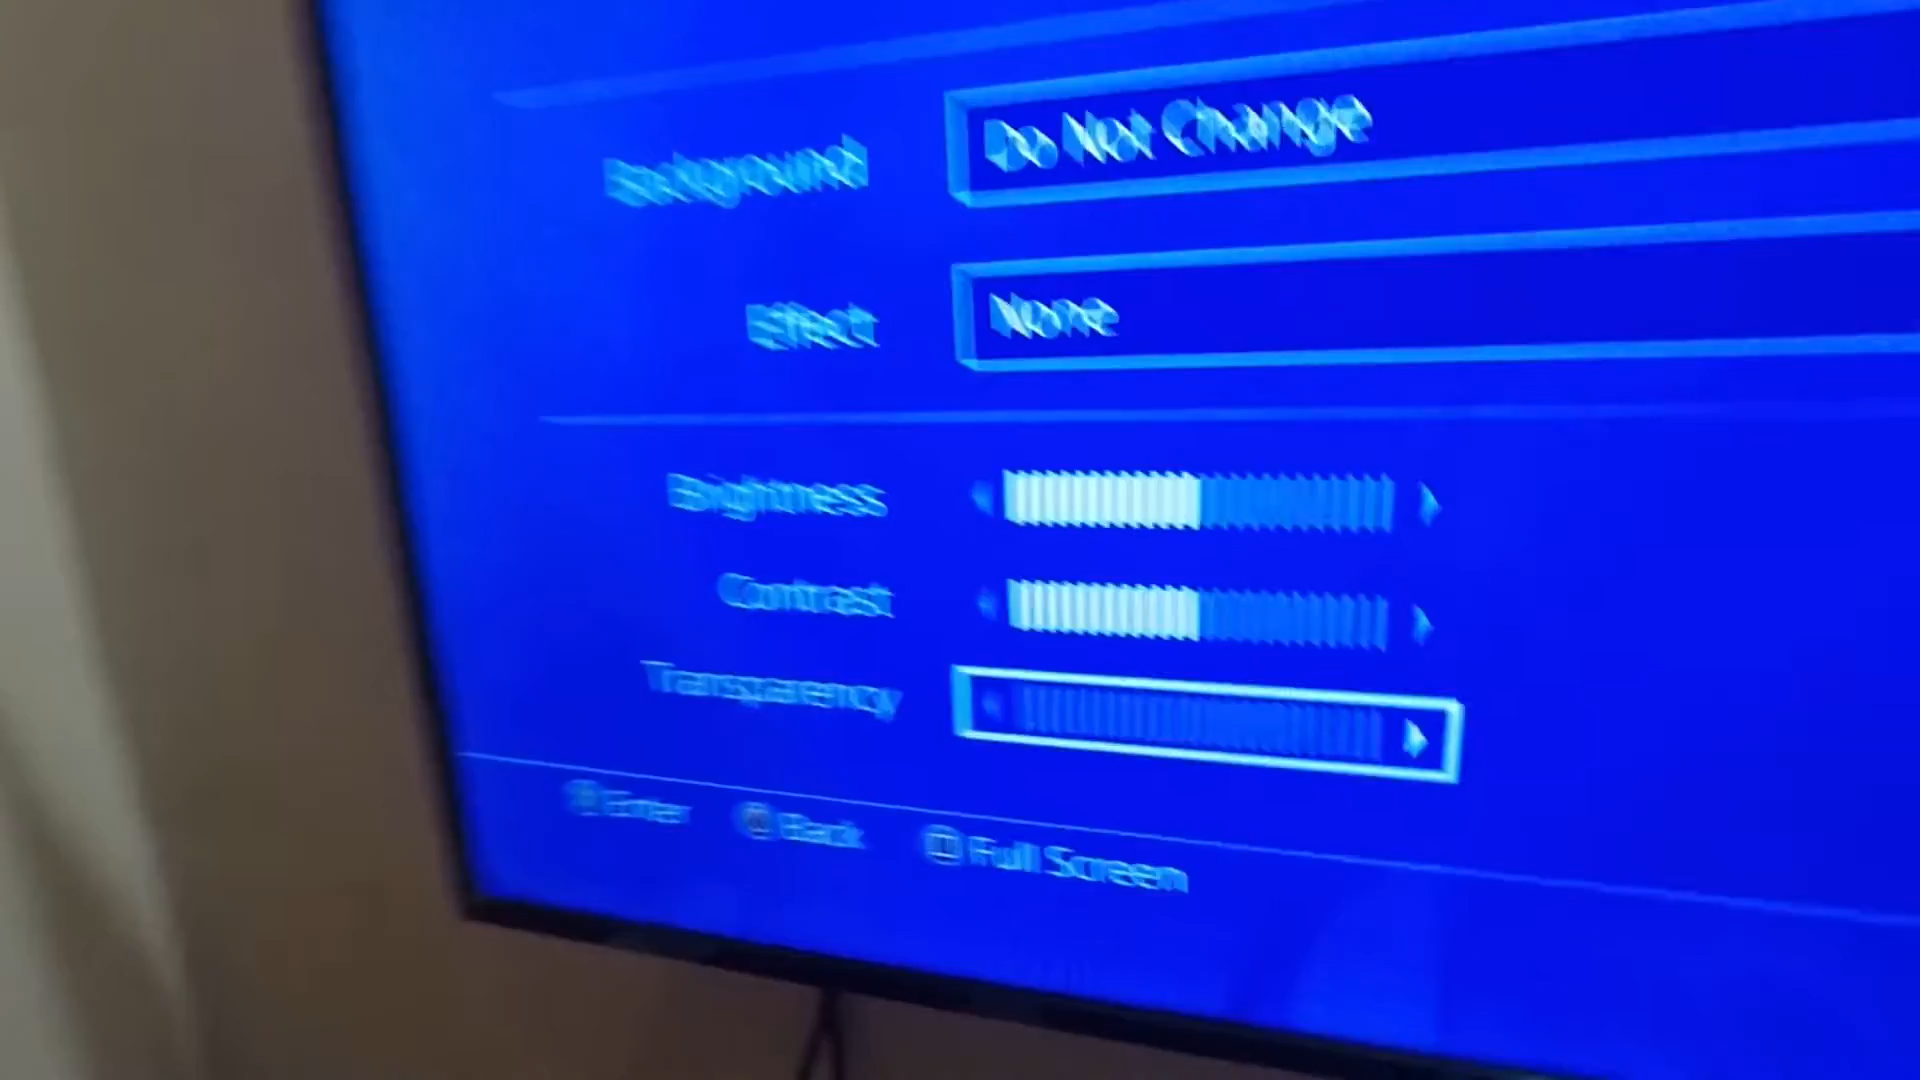 Background
Do Not Change
Effect
None
Brightness
Contrast
Transparency
Enter Back Full Screen